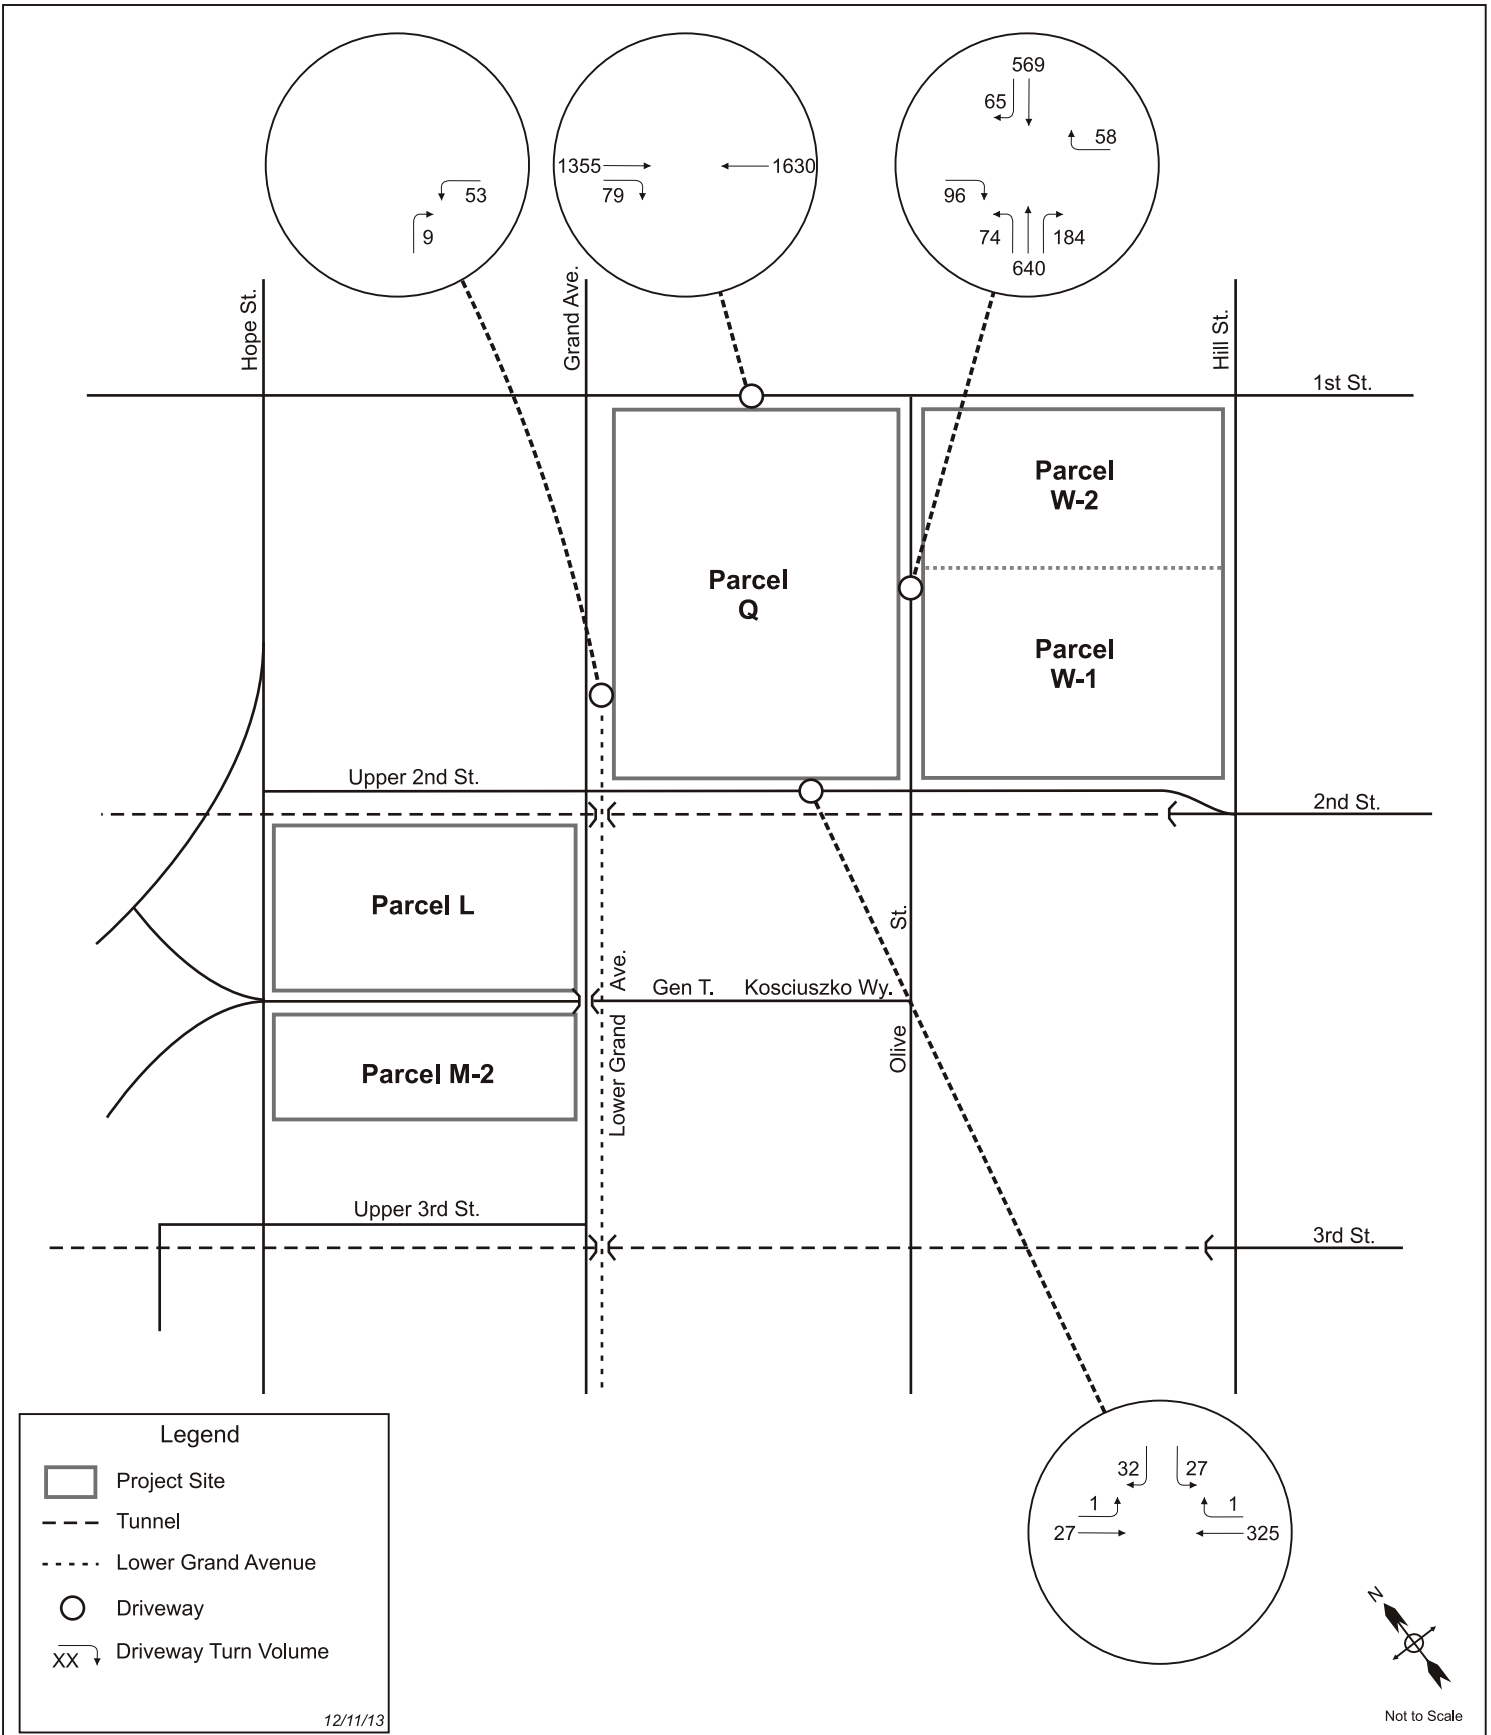 569
65
58
1355
1630
79
53
96
9
74
184
640
Hope St.
Grand Ave.
Hill St.
1st St.
Parcel
W-2
Parcel
Q
Parcel
W-1
Upper 2nd St.
2nd St.
Parcel L
Olive St.
Gen T. Kosciuszko Wy.
Lower Grand Ave.
Parcel M-2
Upper 3rd St.
3rd St.
32
27
1
1
27
325
Legend
Project Site
Tunnel
Lower Grand Avenue
Driveway
XX Driveway Turn Volume
12/11/13
N
Not to Scale